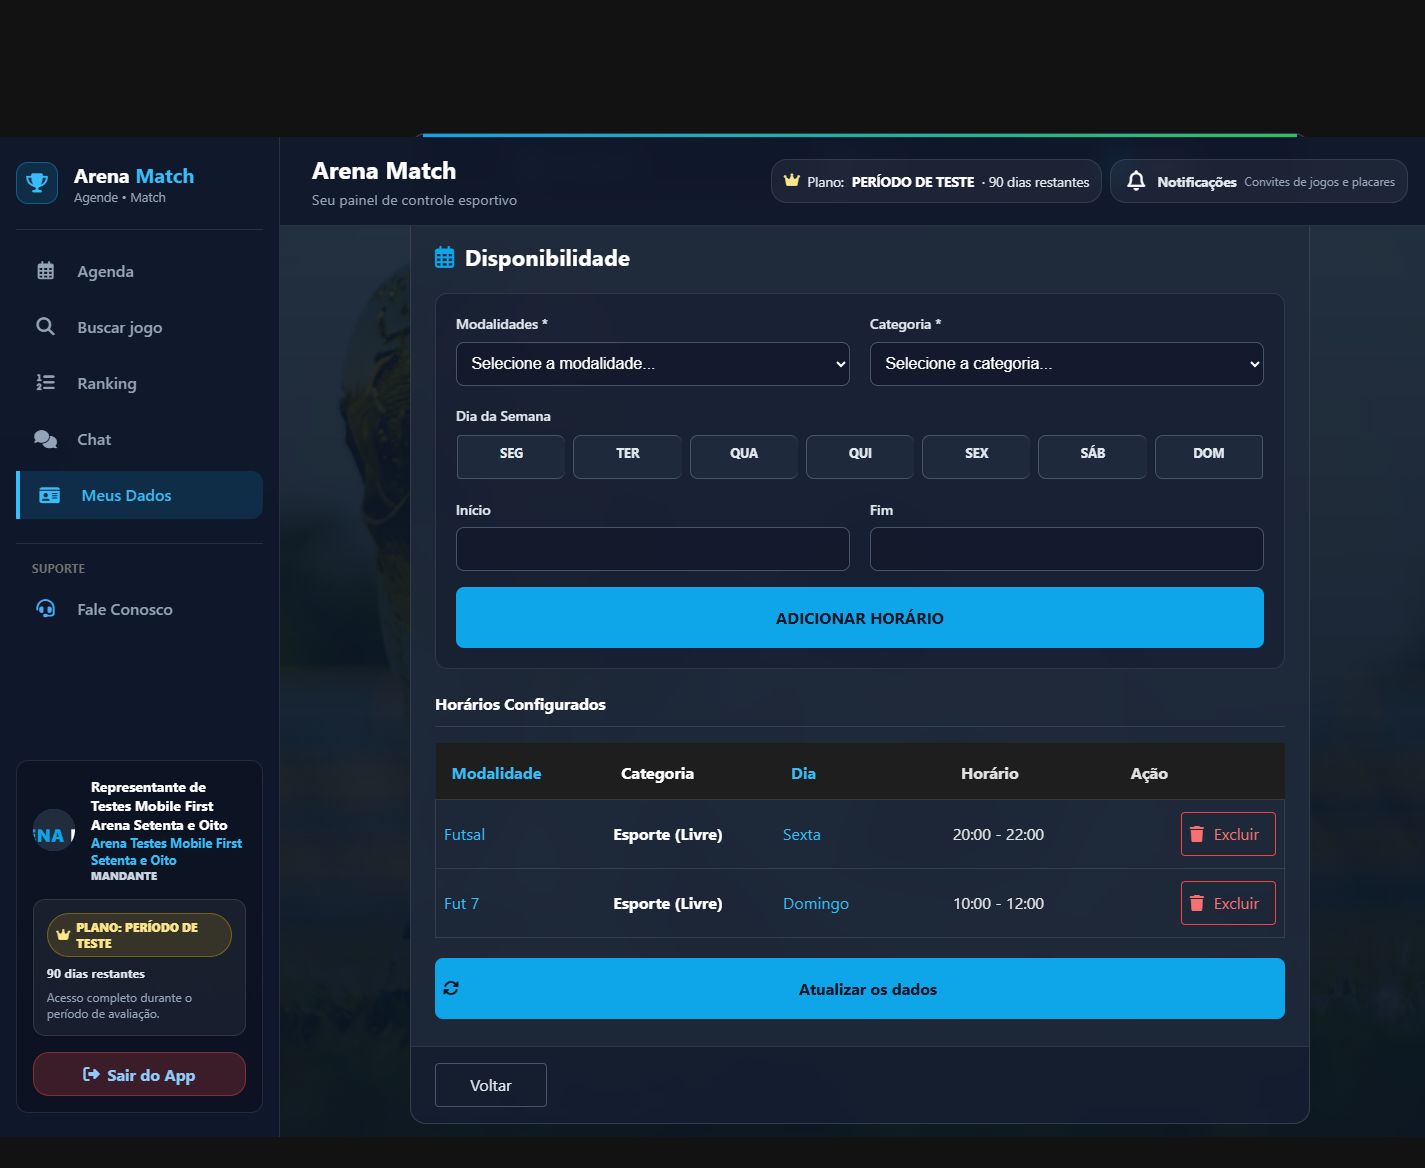 Arena Match
Agende • Match
Agenda
Buscar jogo
Ranking
Chat
Meus Dados
SUPORTE
Fale Conosco
Representante de
Testes Mobile First
Arena Setenta e Oito
Arena Testes Mobile First
Setenta e Oito
MANDANTE
PLANO: PERÍODO DE
TESTE
90 dias restantes
Acesso completo durante o
período de avaliação.
Sair do App
Arena Match
Seu painel de controle esportivo
Plano: PERÍODO DE TESTE · 90 dias restantes
Notificações Convites de jogos e placares
Disponibilidade
Modalidades * Categoria *
Selecione a modalidade... Selecione a categoria...
Dia da Semana
SEG TER QUA QUI SEX SÁB DOM
Início Fim
ADICIONAR HORÁRIO
Horários Configurados
Modalidade Categoria Dia Horário Ação
Futsal Esporte (Livre) Sexta 20:00 - 22:00 Excluir
Fut 7 Esporte (Livre) Domingo 10:00 - 12:00 Excluir
Atualizar os dados
Voltar